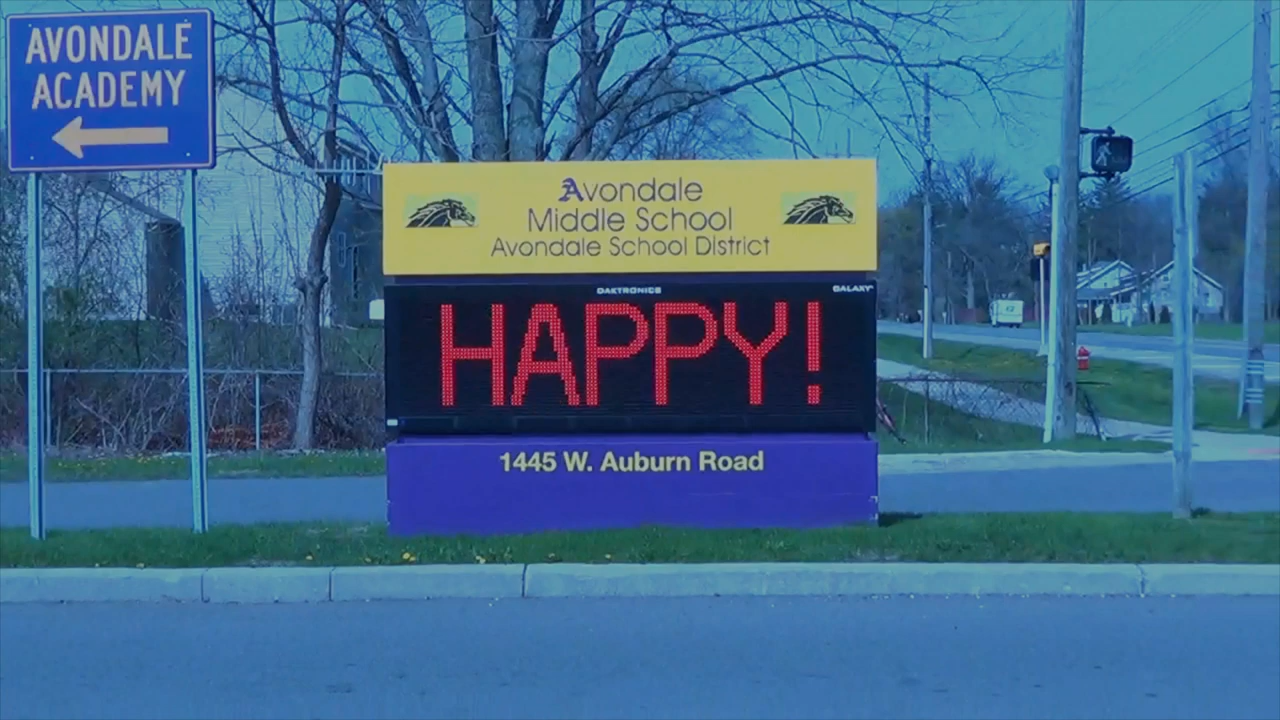 AVONDALE
ACADEMY
Avondale
Middle School
Avondale School District
DAKTRONICS
GALAXY
HAPPY!
1445 W. Auburn Road